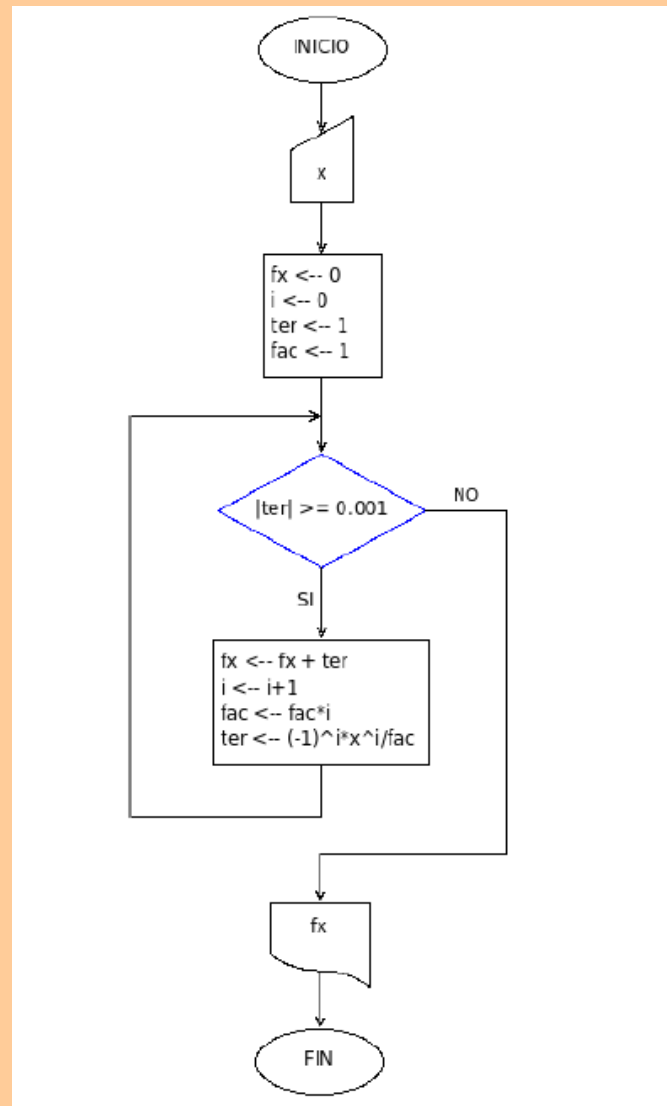 INICIO
x
fx <-- 0
i <-- 0
ter <-- 1
fac <-- 1
|ter| >= 0.001
NO
SI
fx <-- fx + ter
i <-- i+1
fac <-- fac*i
ter <-- (-1)^i*x^i/fac
fx
FIN